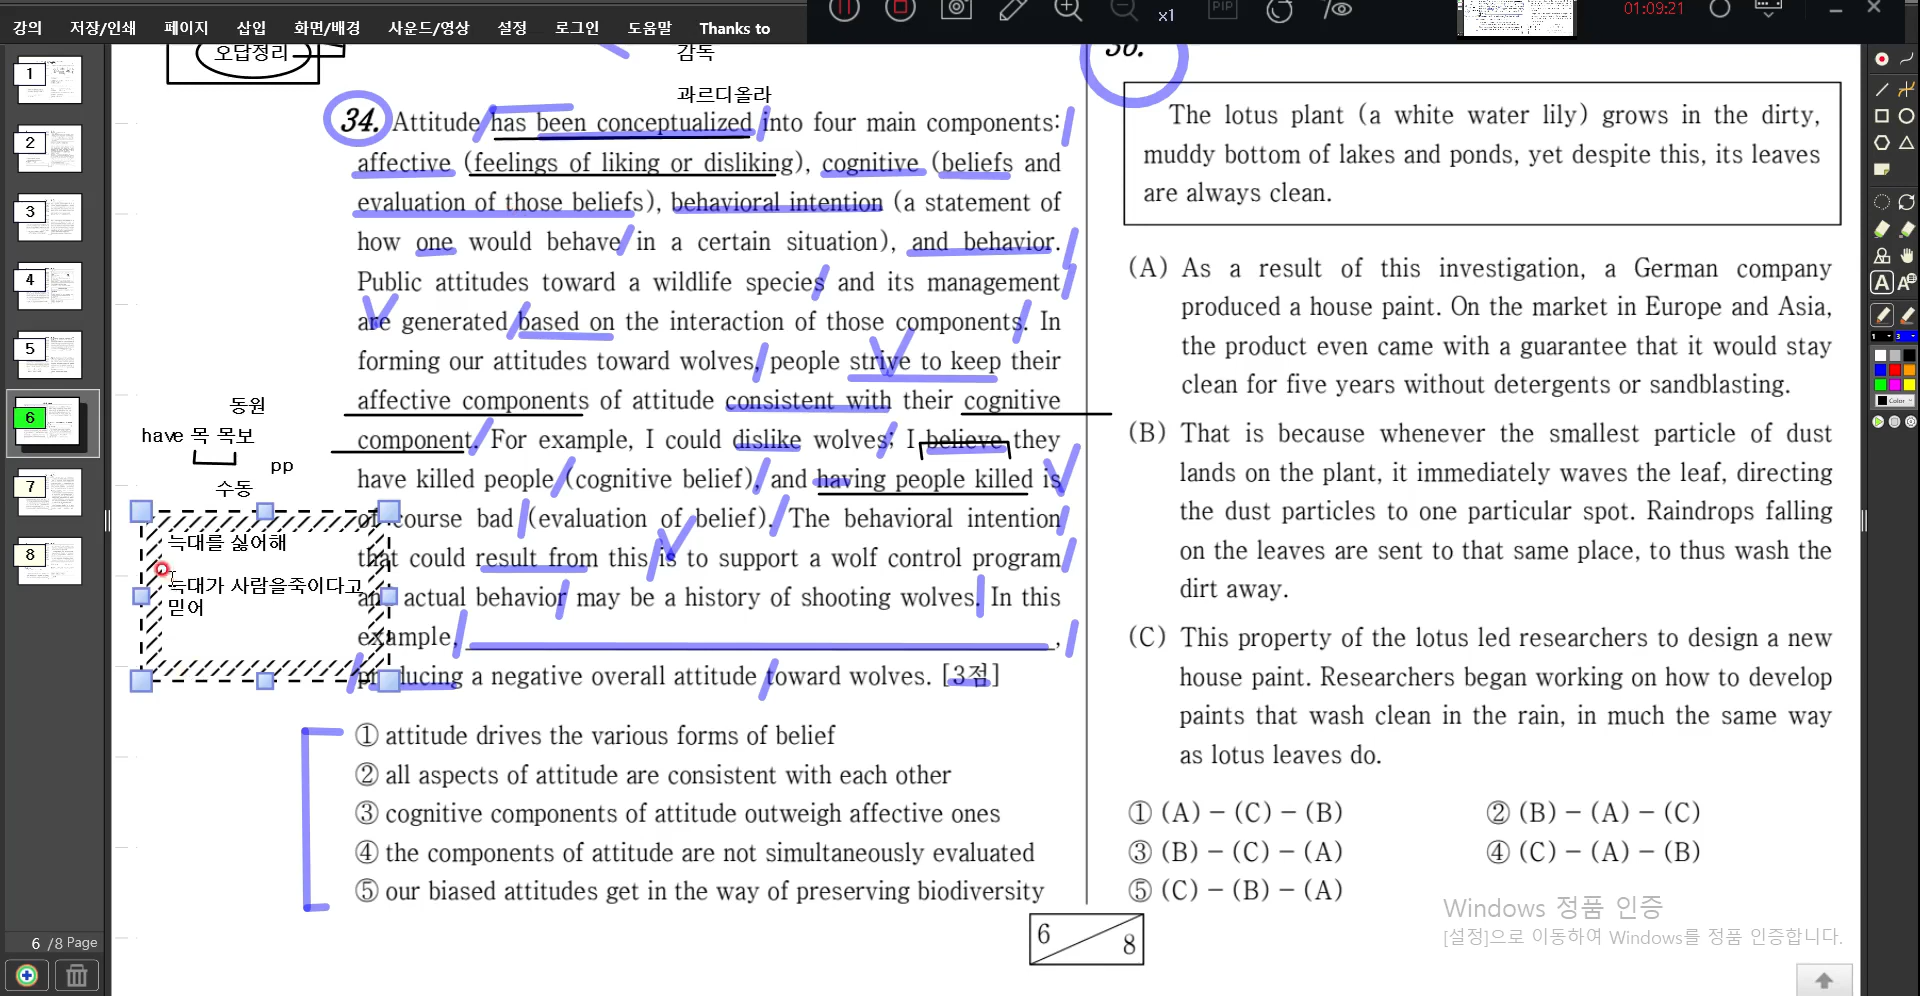 강의 저장/인쇄 페이지 삽입 화면/배경 사운드/영상 설정 로그인 도움말 Thanks to
x1
PIP
01:09:21
1
2
3
4
5
6
7
8
6 /8 Page
오답정리
감독
과르디올라
34. Attitude has been conceptualized into four main components:
affective (feelings of liking or disliking), cognitive (beliefs and
evaluation of those beliefs), behavioral intention (a statement of
how one would behave in a certain situation), and behavior.
Public attitudes toward a wildlife species and its management
are generated based on the interaction of those components. In
forming our attitudes toward wolves, people strive to keep their
affective components of attitude consistent with their cognitive
component. For example, I could dislike wolves; I believe they
have killed people (cognitive belief), and having people killed is
of course bad (evaluation of belief). The behavioral intention
that could result from this is to support a wolf control program
and actual behavior may be a history of shooting wolves. In this
example, ,
producing a negative overall attitude toward wolves. [3점]
① attitude drives the various forms of belief
② all aspects of attitude are consistent with each other
③ cognitive components of attitude outweigh affective ones
④ the components of attitude are not simultaneously evaluated
⑤ our biased attitudes get in the way of preserving biodiversity
동원
have 목 목보
pp
수동
늑대를 싫어해
늑대가 사람을죽이다고
믿어
6
8
36.
The lotus plant (a white water lily) grows in the dirty,
muddy bottom of lakes and ponds, yet despite this, its leaves
are always clean.
(A) As a result of this investigation, a German company
produced a house paint. On the market in Europe and Asia,
the product even came with a guarantee that it would stay
clean for five years without detergents or sandblasting.
(B) That is because whenever the smallest particle of dust
lands on the plant, it immediately waves the leaf, directing
the dust particles to one particular spot. Raindrops falling
on the leaves are sent to that same place, to thus wash the
dirt away.
(C) This property of the lotus led researchers to design a new
house paint. Researchers began working on how to develop
paints that wash clean in the rain, in much the same way
as lotus leaves do.
① (A) - (C) - (B) ② (B) - (A) - (C)
③ (B) - (C) - (A) ④ (C) - (A) - (B)
⑤ (C) - (B) - (A)
Windows 정품 인증
[설정]으로 이동하여 Windows를 정품 인증합니다.
Color